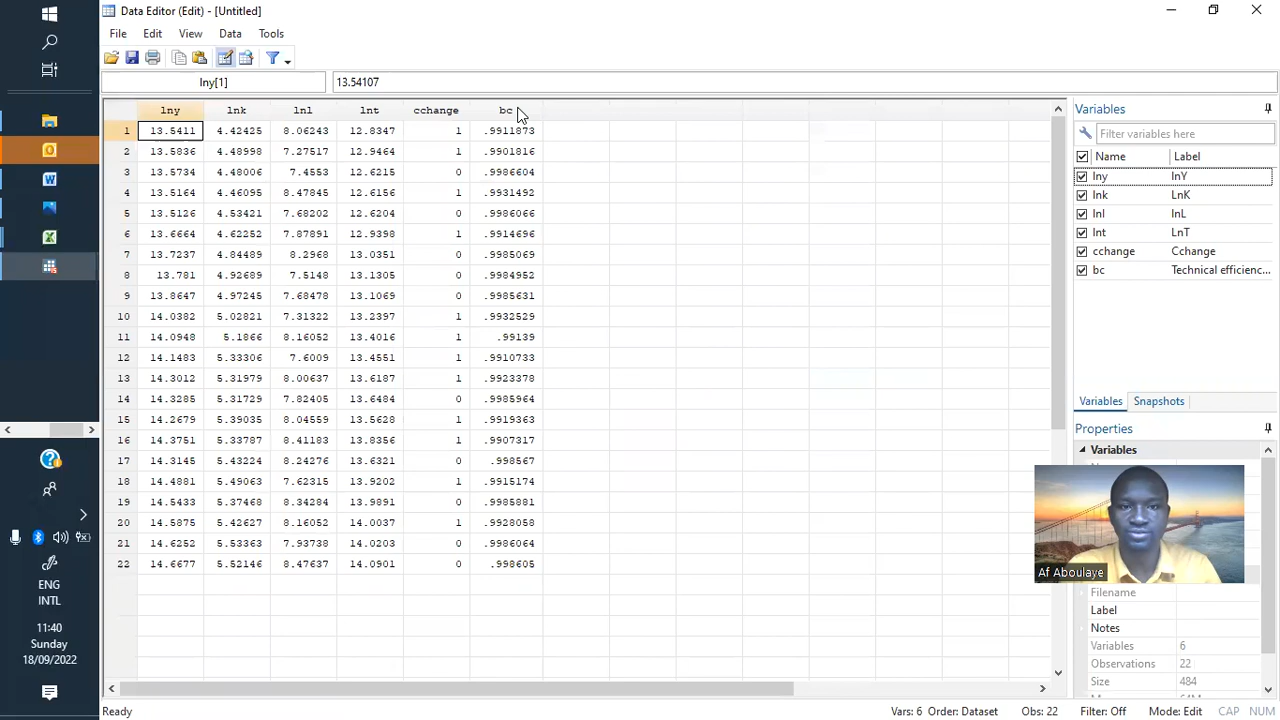 Data Editor (Edit) - [Untitled]
File Edit View Data Tools
lny[1] 13.54107
lny lnk lnl lnt cchange bc
1 13.5411 4.42425 8.06243 12.8347 1 .9911873
2 13.5836 4.48998 7.27517 12.9464 1 .9901816
3 13.5734 4.48006 7.4553 12.6215 0 .9986604
4 13.5164 4.46095 8.47845 12.6156 1 .9931492
5 13.5126 4.53421 7.68202 12.6204 0 .9986066
6 13.6664 4.62252 7.87891 12.9398 1 .9914696
7 13.7237 4.84489 8.2968 13.0351 0 .9985069
8 13.781 4.92689 7.5148 13.1305 0 .9984952
9 13.8647 4.97245 7.68478 13.1069 0 .9985631
10 14.0382 5.02821 7.31322 13.2397 1 .9932529
11 14.0948 5.1866 8.16052 13.4016 1 .99139
12 14.1483 5.33306 7.6009 13.4551 1 .9910733
13 14.3012 5.31979 8.00637 13.6187 1 .9923378
14 14.3285 5.31729 7.82405 13.6484 0 .9985964
15 14.2679 5.39035 8.04559 13.5628 1 .9919363
16 14.3751 5.33787 8.41183 13.8356 1 .9907317
17 14.3145 5.43224 8.24276 13.6321 0 .998567
18 14.4881 5.49063 7.62315 13.9202 1 .9915174
19 14.5433 5.37468 8.34284 13.9891 0 .9985881
20 14.5875 5.42627 8.16052 14.0037 1 .9928058
21 14.6252 5.53363 7.93738 14.0203 0 .9986064
22 14.6677 5.52146 8.47637 14.0901 0 .998605
Variables
Filter variables here
Name Label
lny lnY
lnk LnK
lnl lnL
lnt LnT
cchange Cchange
bc Technical efficienc...
Variables Snapshots
Properties
Variables
Af Aboulaye
Filename
Label
Notes
Variables 6
Observations 22
Size 484
Ready Vars: 6 Order: Dataset Obs: 22 Filter: Off Mode: Edit CAP NUM
ENG
INTL
11:40
Sunday
18/09/2022